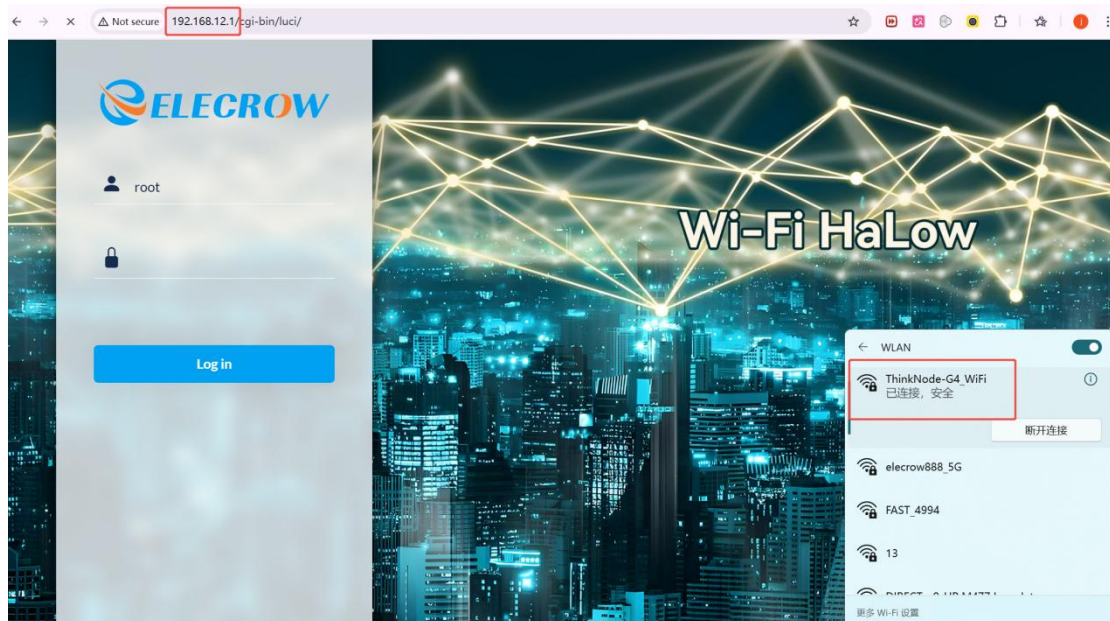 Not secure
192.168.12.1/cgi-bin/luci/
ELECROW
root
Log in
Wi-Fi HaLow
WLAN
ThinkNode-G4_WiFi
已连接，安全
断开连接
elecrow888_5G
FAST_4994
13
更多 Wi-Fi 设置